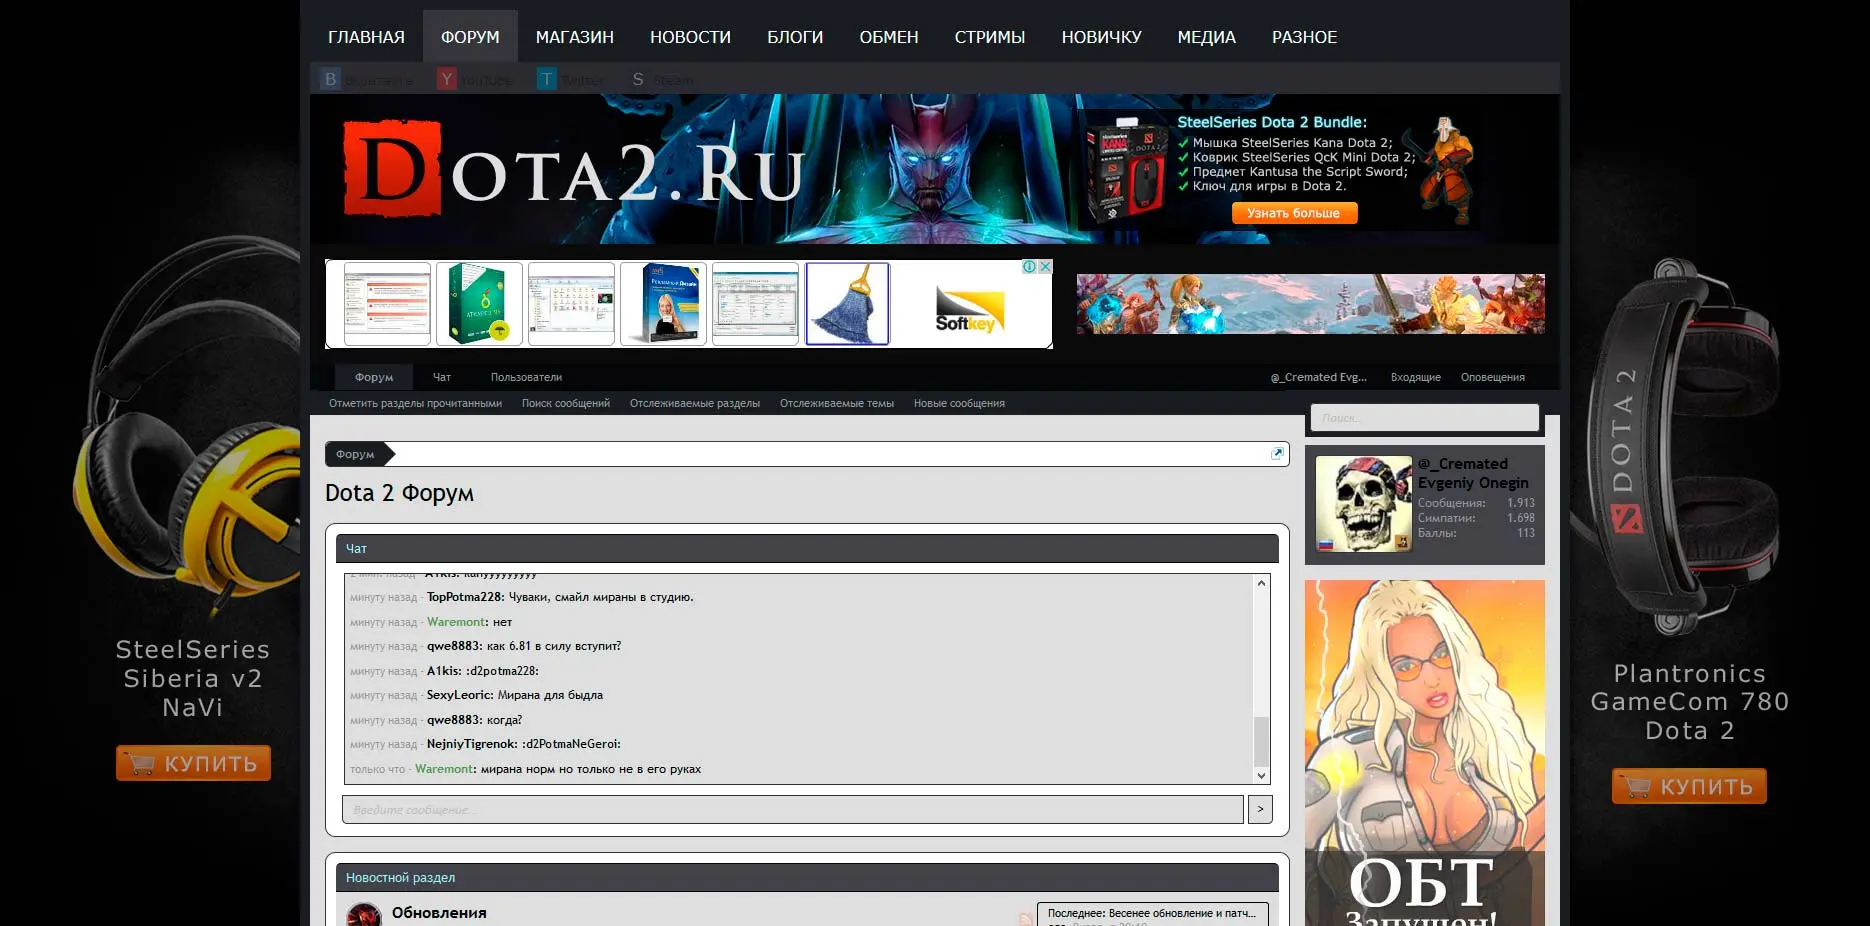 ГЛАВНАЯ ФОРУМ МАГАЗИН НОВОСТИ БЛОГИ ОБМЕН СТРИМЫ НОВИЧКУ МЕДИА РАЗНОЕ
B Вконтакте Y YouTube T Twitter S Steam
DOTA2.RU
SteelSeries Dota 2 Bundle:
Мышка SteelSeries Kana Dota 2;
Коврик SteelSeries QcK Mini Dota 2;
Предмет Kantusa the Script Sword;
Ключ для игры в Dota 2.
Узнать больше
Softkey
Форум Чат Пользователи @_Cremated Evg... Входящие Оповещения
Отметить разделы прочитанными Поиск сообщений Отслеживаемые разделы Отслеживаемые темы Новые сообщения
Поиск...
Форум
Dota 2 Форум
@_Cremated
Evgeniy Onegin
Сообщения: 1.913
Симпатии: 1.698
Баллы: 113
Чат
2 мин. назад - A1kis: капууууууууу
минуту назад - TopPotma228: Чуваки, смайл мираны в студию.
минуту назад - Waremont: нет
минуту назад - qwe8883: как 6.81 в силу вступит?
минуту назад - A1kis: :d2potma228:
минуту назад - SexyLeoric: Мирана для быдла
минуту назад - qwe8883: когда?
минуту назад - NejniyTigrenok: :d2PotmaNeGeroi:
только что - Waremont: мирана норм но только не в его руках
Введите сообщение...
>
Новостной раздел
Обновления
Последнее: Весеннее обновление и патч...
SteelSeries
Siberia v2
NaVi
КУПИТЬ
DOTA 2
Plantronics
GameCom 780
Dota 2
КУПИТЬ
ОБТ
Запущен!